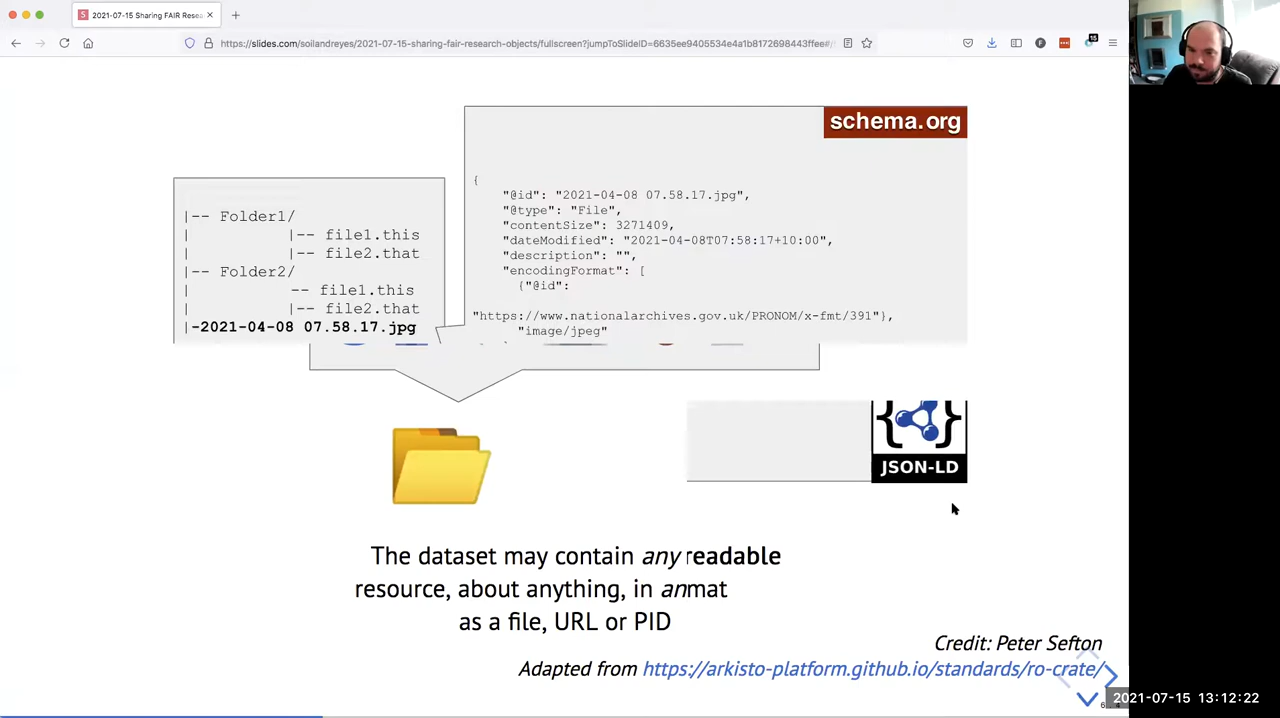 2021-07-15 Sharing FAIR Resea
https://slides.com/soilandreyes/2021-07-15-sharing-fair-research-objects/fullscreen?jumpToSlideID=6635ee9405534e4a1b8172698443ffee#/
15
schema.org
{
"@id": "2021-04-08 07.58.17.jpg",
"@type": "File",
"contentSize": 3271409,
"dateModified": "2021-04-08T07:58:17+10:00",
"description": "",
"encodingFormat": [
{"@id":
"https://www.nationalarchives.gov.uk/PRONOM/x-fmt/391"},
"image/jpeg"
|-- Folder1/
| |-- file1.this
| |-- file2.that
|-- Folder2/
| -- file1.this
| |-- file2.that
|-2021-04-08 07.58.17.jpg
JSON-LD
The dataset may contain any readable
resource, about anything, in anmat
as a file, URL or PID
Credit: Peter Sefton
Adapted from https://arkisto-platform.github.io/standards/ro-crate/
2021-07-15 13:12:22